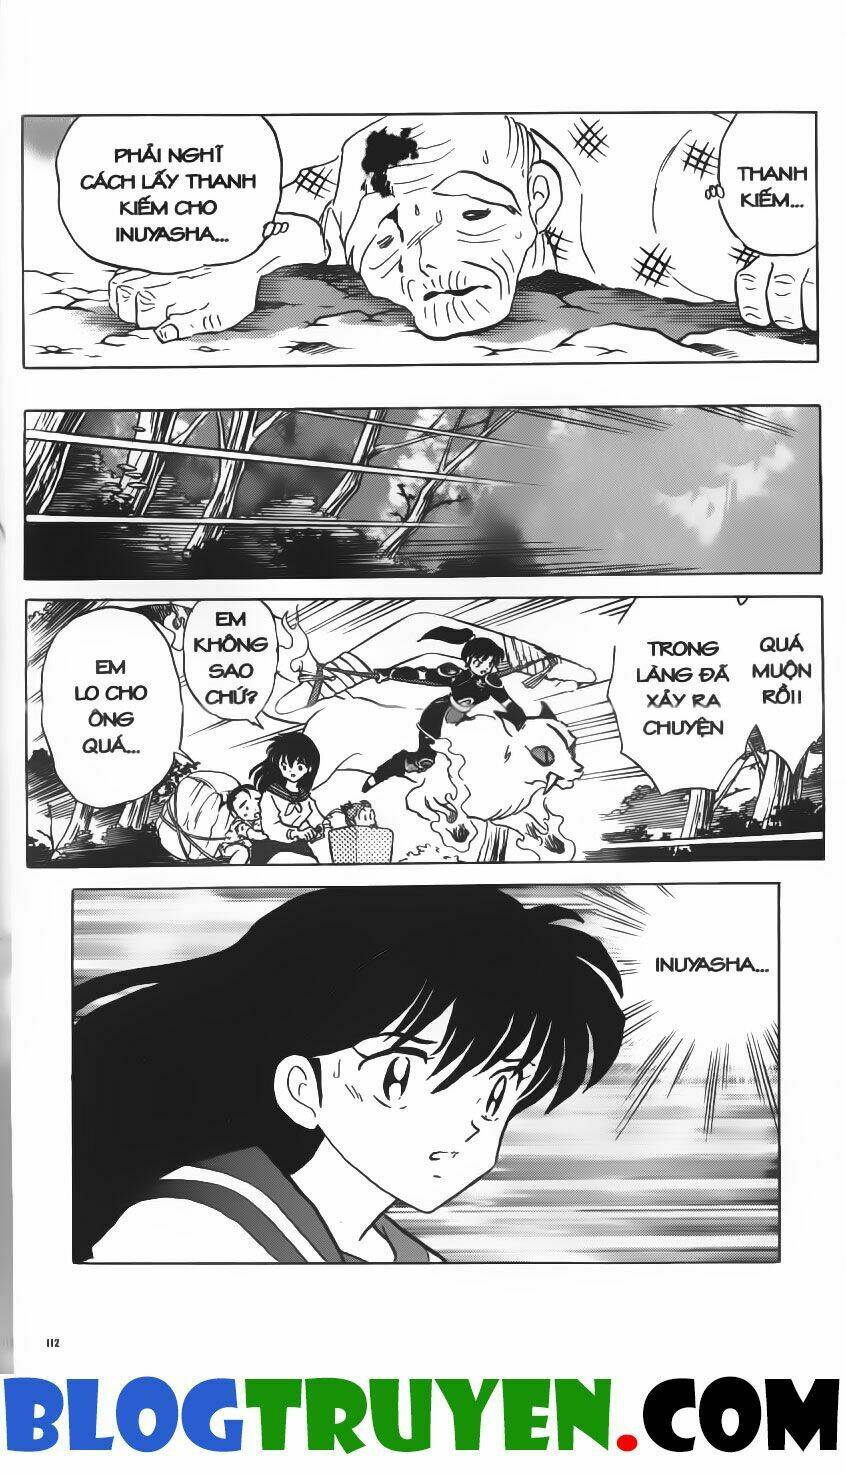 THANH
KIẾM...
PHẢI NGHĨ
CÁCH LẤY THANH
KIẾM CHO
INUYASHA...
QUÁ
MUỘN
RỒI!
TRONG
LÀNG ĐÃ
XẢY RA
CHUYỆN
EM
KHÔNG
SAO
CHỨ?
EM
LO CHO
ÔNG
QUÁ...
INUYASHA...
112
BLOGTRUYEN.COM